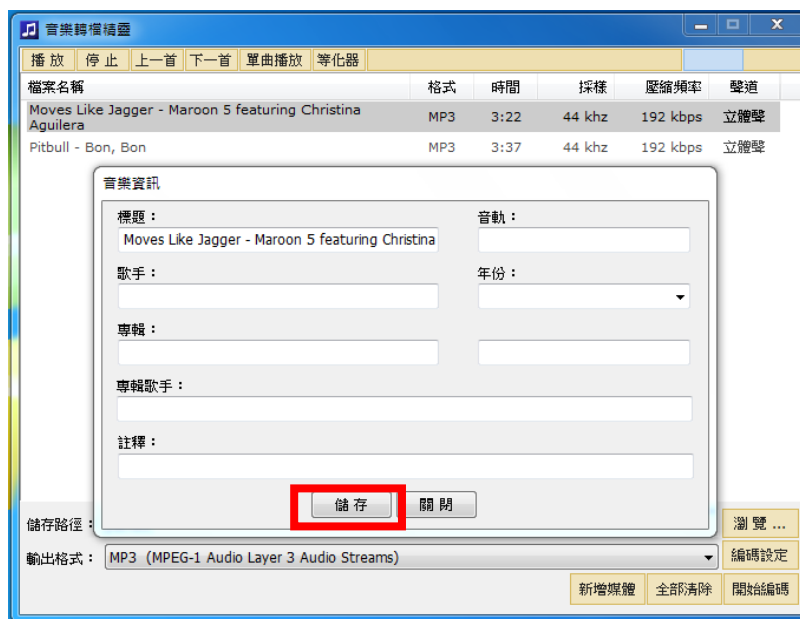 音樂轉檔精靈
播放 停止 上一首 下一首 單曲播放 等化器
檔案名稱 格式 時間 採樣 壓縮頻率 聲道
Moves Like Jagger - Maroon 5 featuring Christina
Aguilera MP3 3:22 44 khz 192 kbps 立體聲
Pitbull - Bon, Bon MP3 3:37 44 khz 192 kbps 立體聲
音樂資訊
標題： 音軌：
Moves Like Jagger - Maroon 5 featuring Christina
歌手： 年份：
專輯：
專輯歌手：
註釋：
儲存 關閉
儲存路徑： 瀏覽 ...
輸出格式： MP3 (MPEG-1 Audio Layer 3 Audio Streams) 編碼設定
新增媒體 全部清除 開始編碼